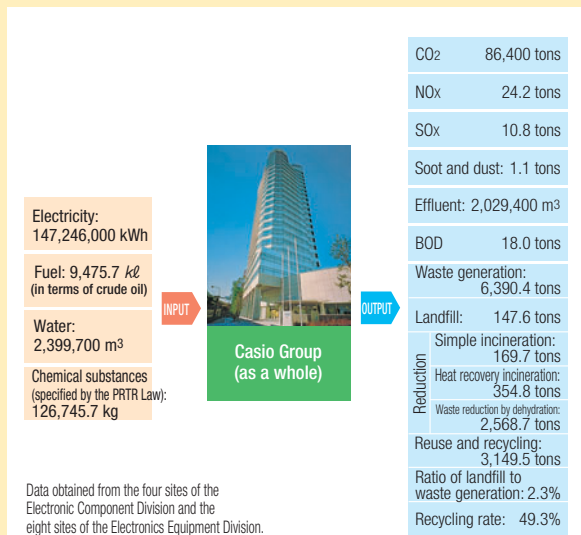 Electricity:
147,246,000 kWh
Fuel: 9,475.7 kℓ
(in terms of crude oil)
Water:
2,399,700 m3
Chemical substances
(specified by the PRTR Law):
126,745.7 kg
INPUT
Casio Group
(as a whole)
OUTPUT
CO2 86,400 tons
NOx 24.2 tons
SOx 10.8 tons
Soot and dust: 1.1 tons
Effluent: 2,029,400 m3
BOD 18.0 tons
Waste generation:
6,390.4 tons
Landfill: 147.6 tons
Reduction
Simple incineration:
169.7 tons
Heat recovery incineration:
354.8 tons
Waste reduction by dehydration:
2,568.7 tons
Reuse and recycling:
3,149.5 tons
Ratio of landfill to
waste generation: 2.3%
Recycling rate: 49.3%
Data obtained from the four sites of the
Electronic Component Division and the
eight sites of the Electronics Equipment Division.